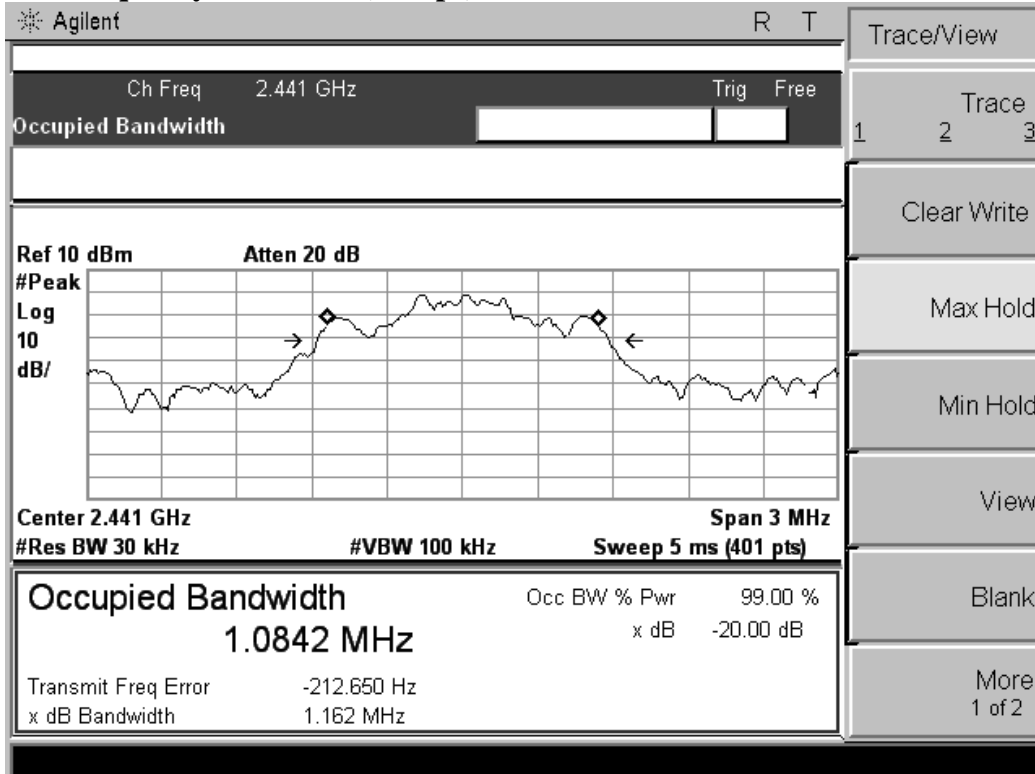 Agilent R T
Trace/View
Ch Freq 2.441 GHz Trig Free
Occupied Bandwidth
Trace
1 2 3
Clear Write
Ref 10 dBm Atten 20 dB
#Peak
Log
10
dB/
Max Hold
Min Hold
View
Center 2.441 GHz Span 3 MHz
#Res BW 30 kHz #VBW 100 kHz Sweep 5 ms (401 pts)
Occupied Bandwidth
1.0842 MHz
Occ BW % Pwr 99.00 %
x dB -20.00 dB
Blank
Transmit Freq Error -212.650 Hz
x dB Bandwidth 1.162 MHz
More
1 of 2